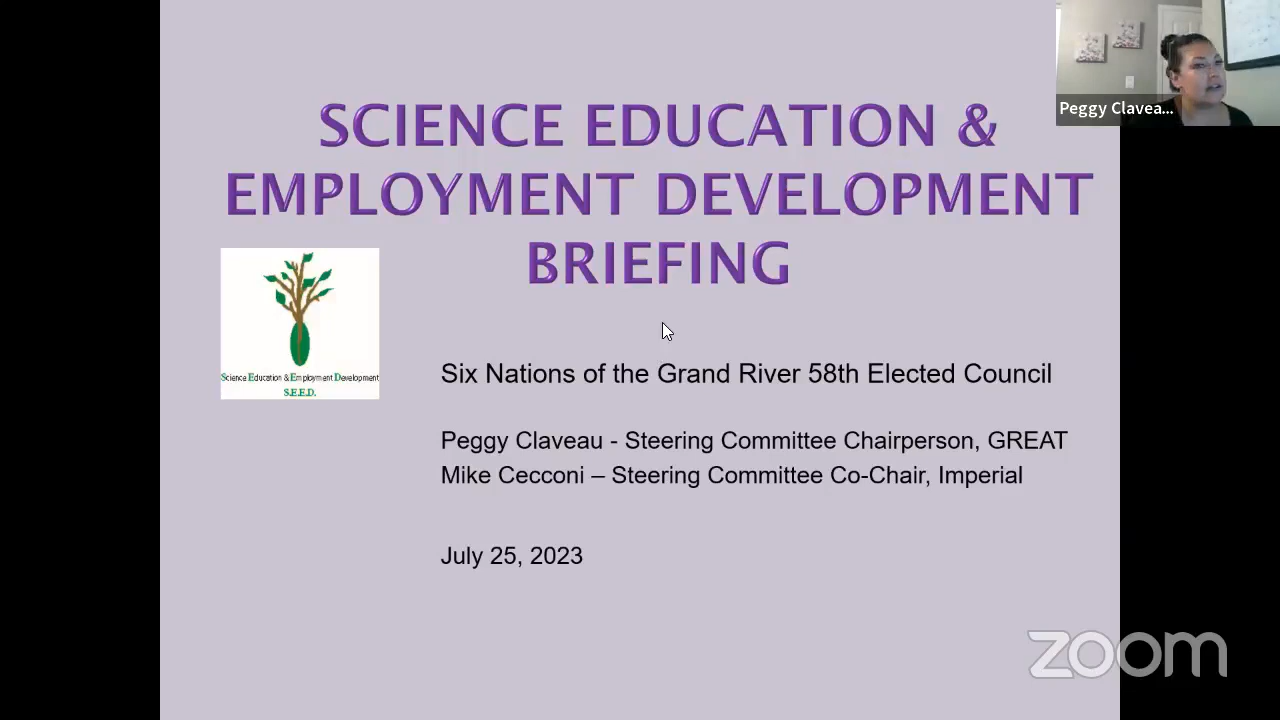 Peggy Clavea...
SCIENCE EDUCATION &
EMPLOYMENT DEVELOPMENT
BRIEFING
Science Education & Employment Development
S.E.E.D.
Six Nations of the Grand River 58th Elected Council
Peggy Claveau - Steering Committee Chairperson, GREAT
Mike Cecconi – Steering Committee Co-Chair, Imperial
July 25, 2023
zoom